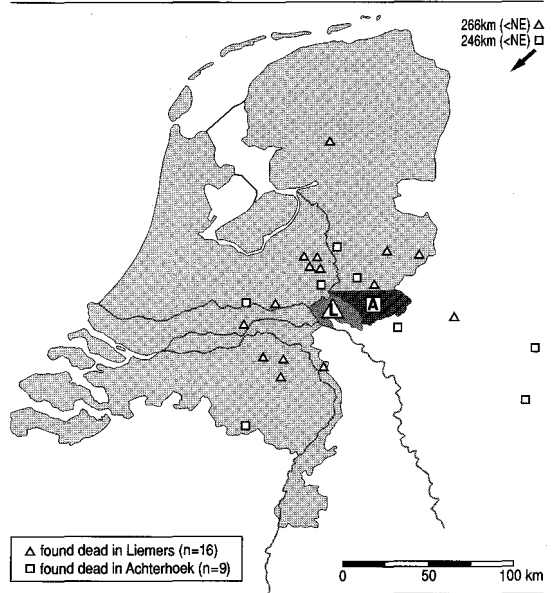 266km (<NE) △
246km (<NE) □
L
A
△ found dead in Liemers (n=16)
□ found dead in Achterhoek (n=9)
0 50 100 km